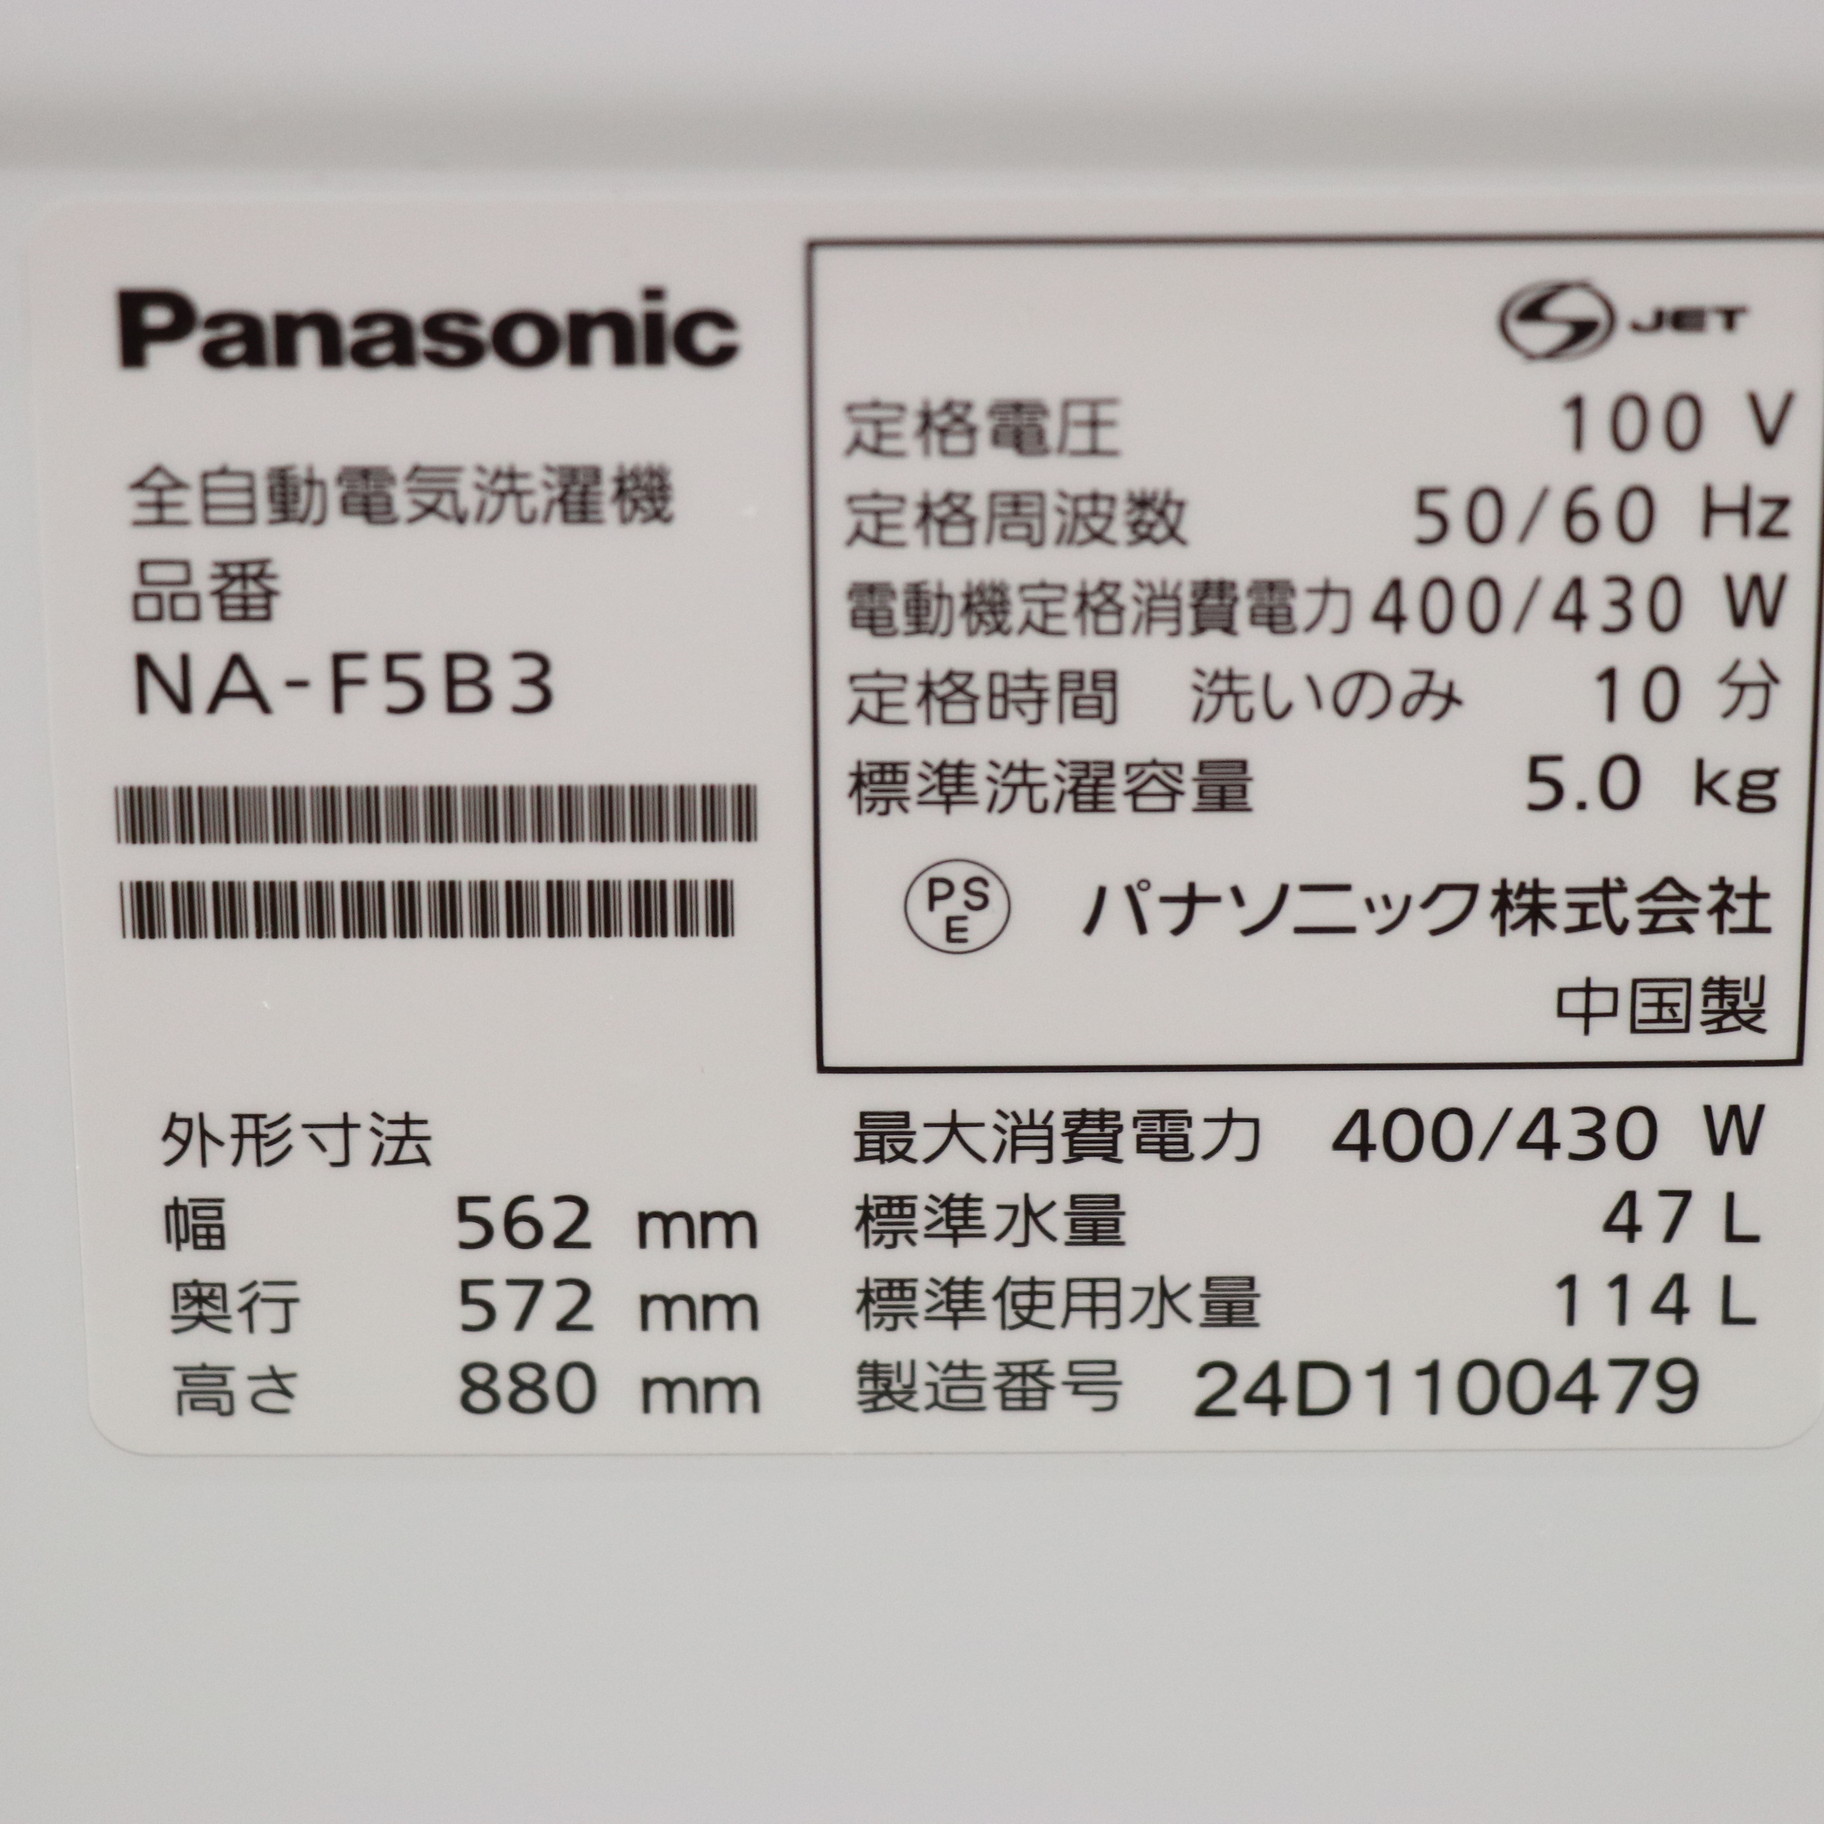 Panasonic
全自動電気洗濯機
品番
NA-F5B3
JET
定格電圧 100 V
定格周波数 50/60 Hz
電動機定格消費電力 400/430 W
定格時間 洗いのみ 10 分
標準洗濯容量 5.0 kg
PSE パナソニック株式会社
中国製
外形寸法
幅 562 mm
奥行 572 mm
高さ 880 mm
最大消費電力 400/430 W
標準水量 47 L
標準使用水量 114 L
製造番号 24D1100479